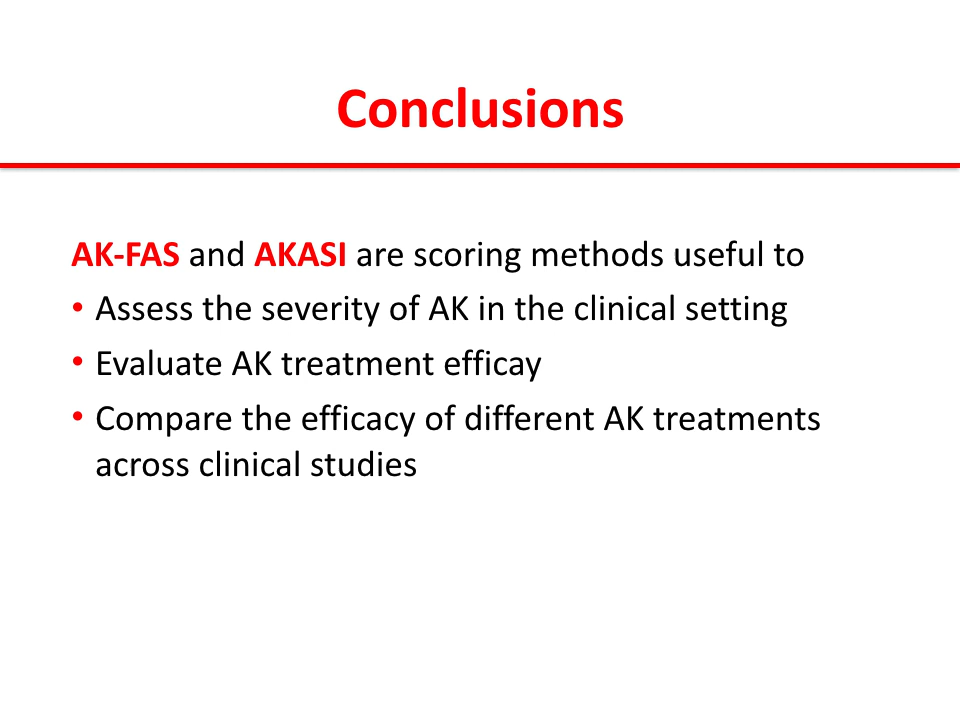 Conclusions
AK-FAS and AKASI are scoring methods useful to
• Assess the severity of AK in the clinical setting
• Evaluate AK treatment efficay
• Compare the efficacy of different AK treatments
across clinical studies